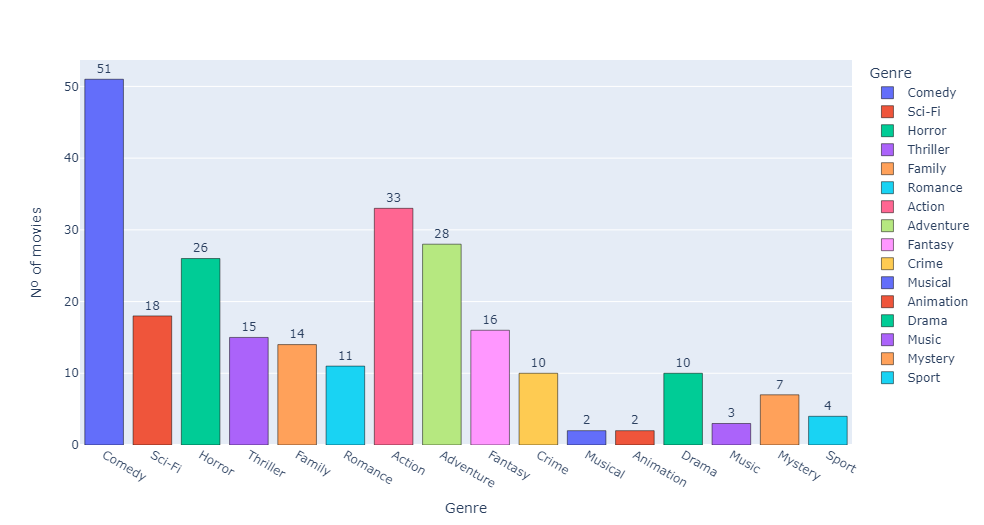 51
18
26
15
14
11
33
28
16
10
2
2
10
3
7
4
50
40
30
20
10
0
Nº of movies
Comedy
Sci-Fi
Horror
Thriller
Family
Romance
Action
Adventure
Fantasy
Crime
Musical
Animation
Drama
Music
Mystery
Sport
Genre
Genre
Comedy
Sci-Fi
Horror
Thriller
Family
Romance
Action
Adventure
Fantasy
Crime
Musical
Animation
Drama
Music
Mystery
Sport